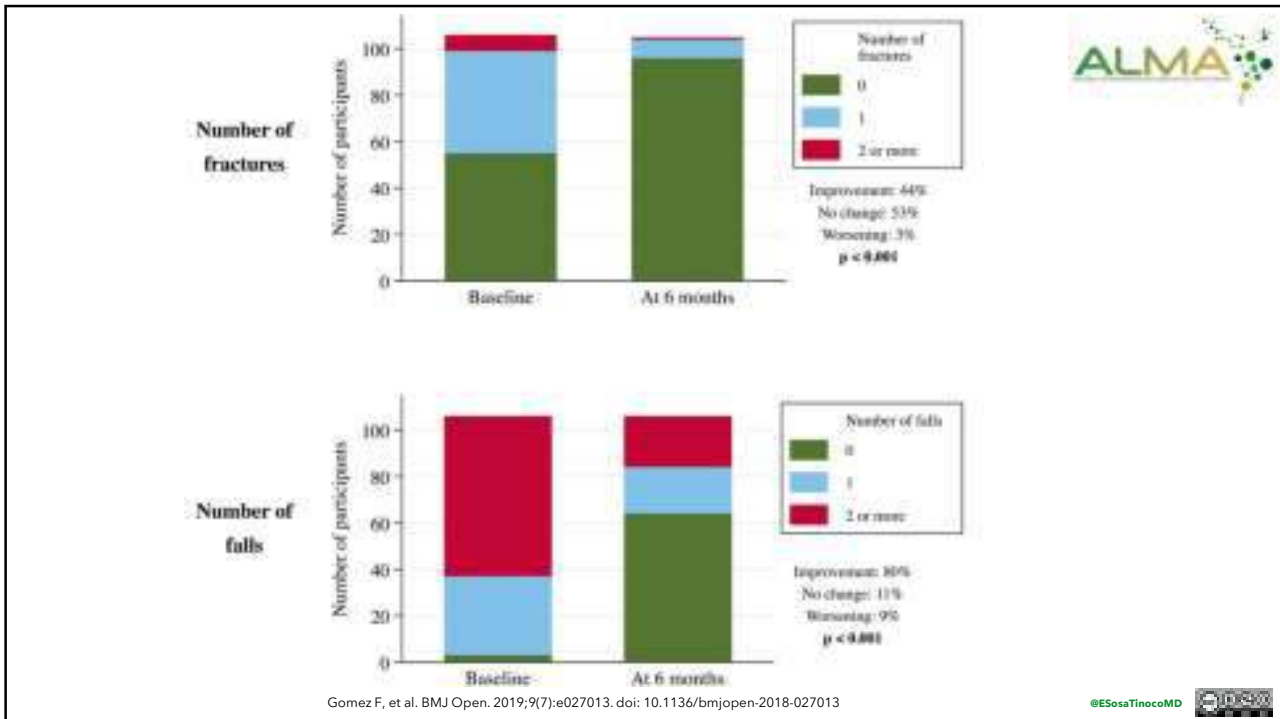 ALMA
Number of
fractures
Number of participants
100
80
60
40
20
0
Baseline
At 6 months
Number of
fractures
0
1
2 or more
Improvement: 44%
No change: 53%
Worsening: 3%
p < 0.001
Number of
falls
Number of participants
100
80
60
40
20
0
Baseline
At 6 months
Number of falls
0
1
2 or more
Improvement: 80%
No change: 11%
Worsening: 9%
p < 0.001
Gomez F, et al. BMJ Open. 2019;9(7):e027013. doi: 10.1136/bmjopen-2018-027013
@ESosaTinocoMD